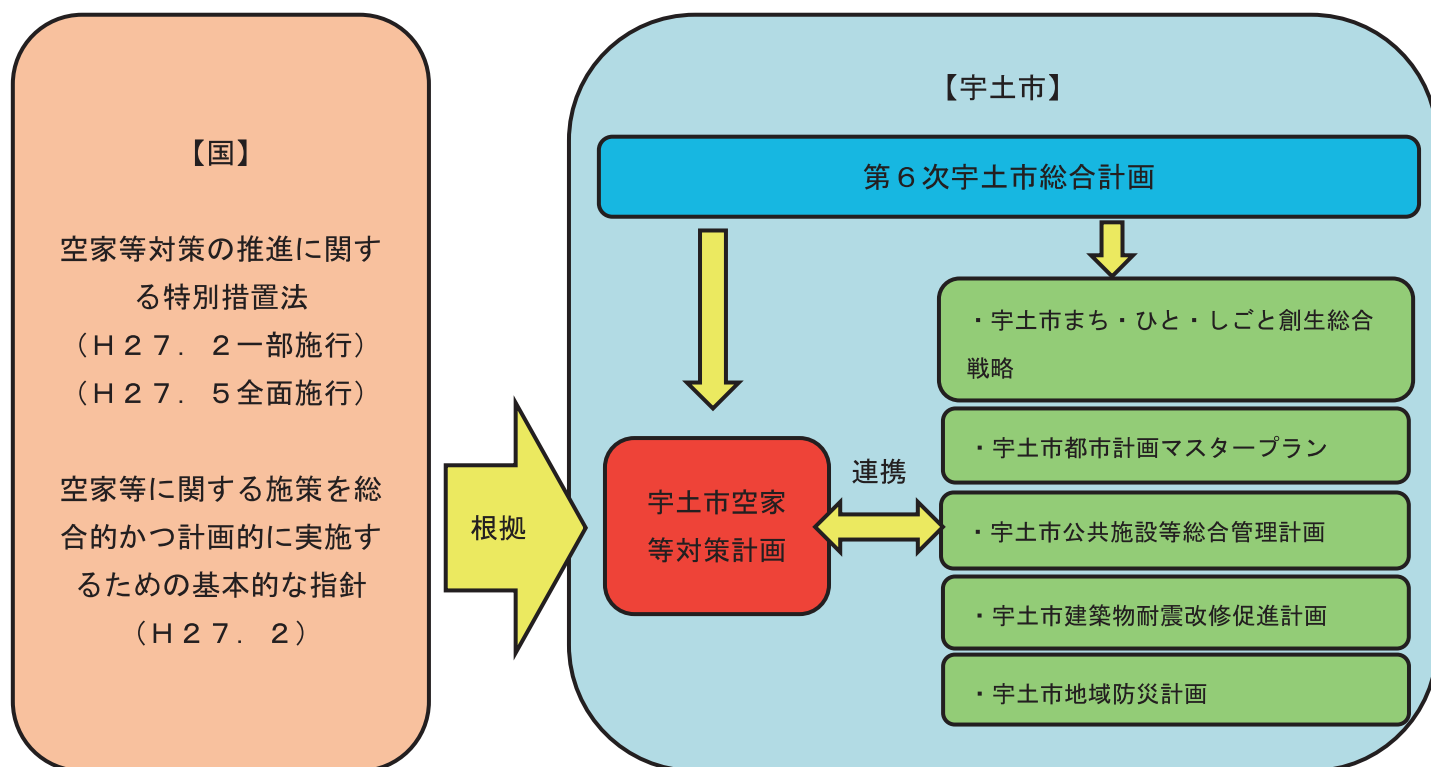 【国】
空家等対策の推進に関す
る特別措置法
（Ｈ２７．２一部施行）
（Ｈ２７．５全面施行）
空家等に関する施策を総
合的かつ計画的に実施す
るための基本的な指針
（Ｈ２７．２）
根拠
【宇土市】
第６次宇土市総合計画
宇土市空家
等対策計画
連携
・宇土市まち・ひと・しごと創生総合
戦略
・宇土市都市計画マスタープラン
・宇土市公共施設等総合管理計画
・宇土市建築物耐震改修促進計画
・宇土市地域防災計画